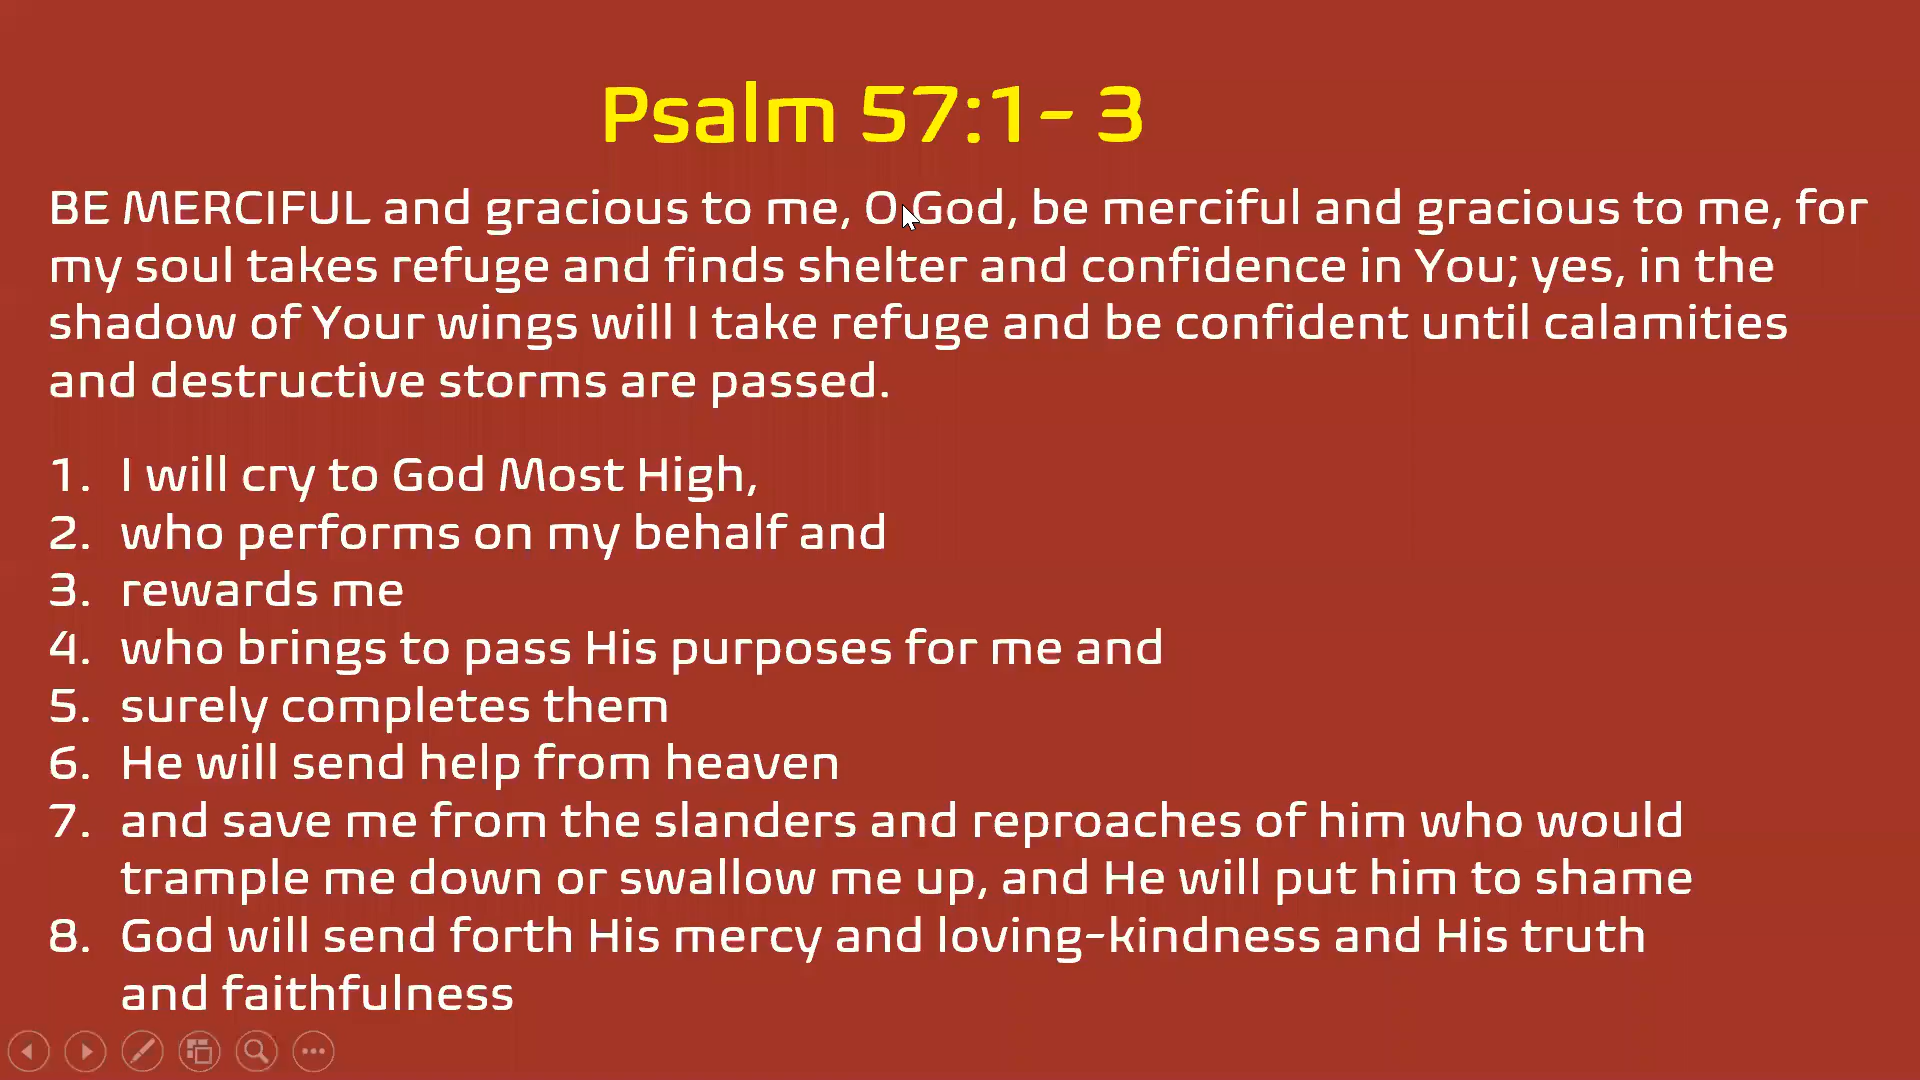 Psalm 57:1- 3
BE MERCIFUL and gracious to me, O God, be merciful and gracious to me, for
my soul takes refuge and finds shelter and confidence in You; yes, in the
shadow of Your wings will I take refuge and be confident until calamities
and destructive storms are passed.
1. I will cry to God Most High,
2. who performs on my behalf and
3. rewards me
4. who brings to pass His purposes for me and
5. surely completes them
6. He will send help from heaven
7. and save me from the slanders and reproaches of him who would
trample me down or swallow me up, and He will put him to shame
8. God will send forth His mercy and loving-kindness and His truth
and faithfulness